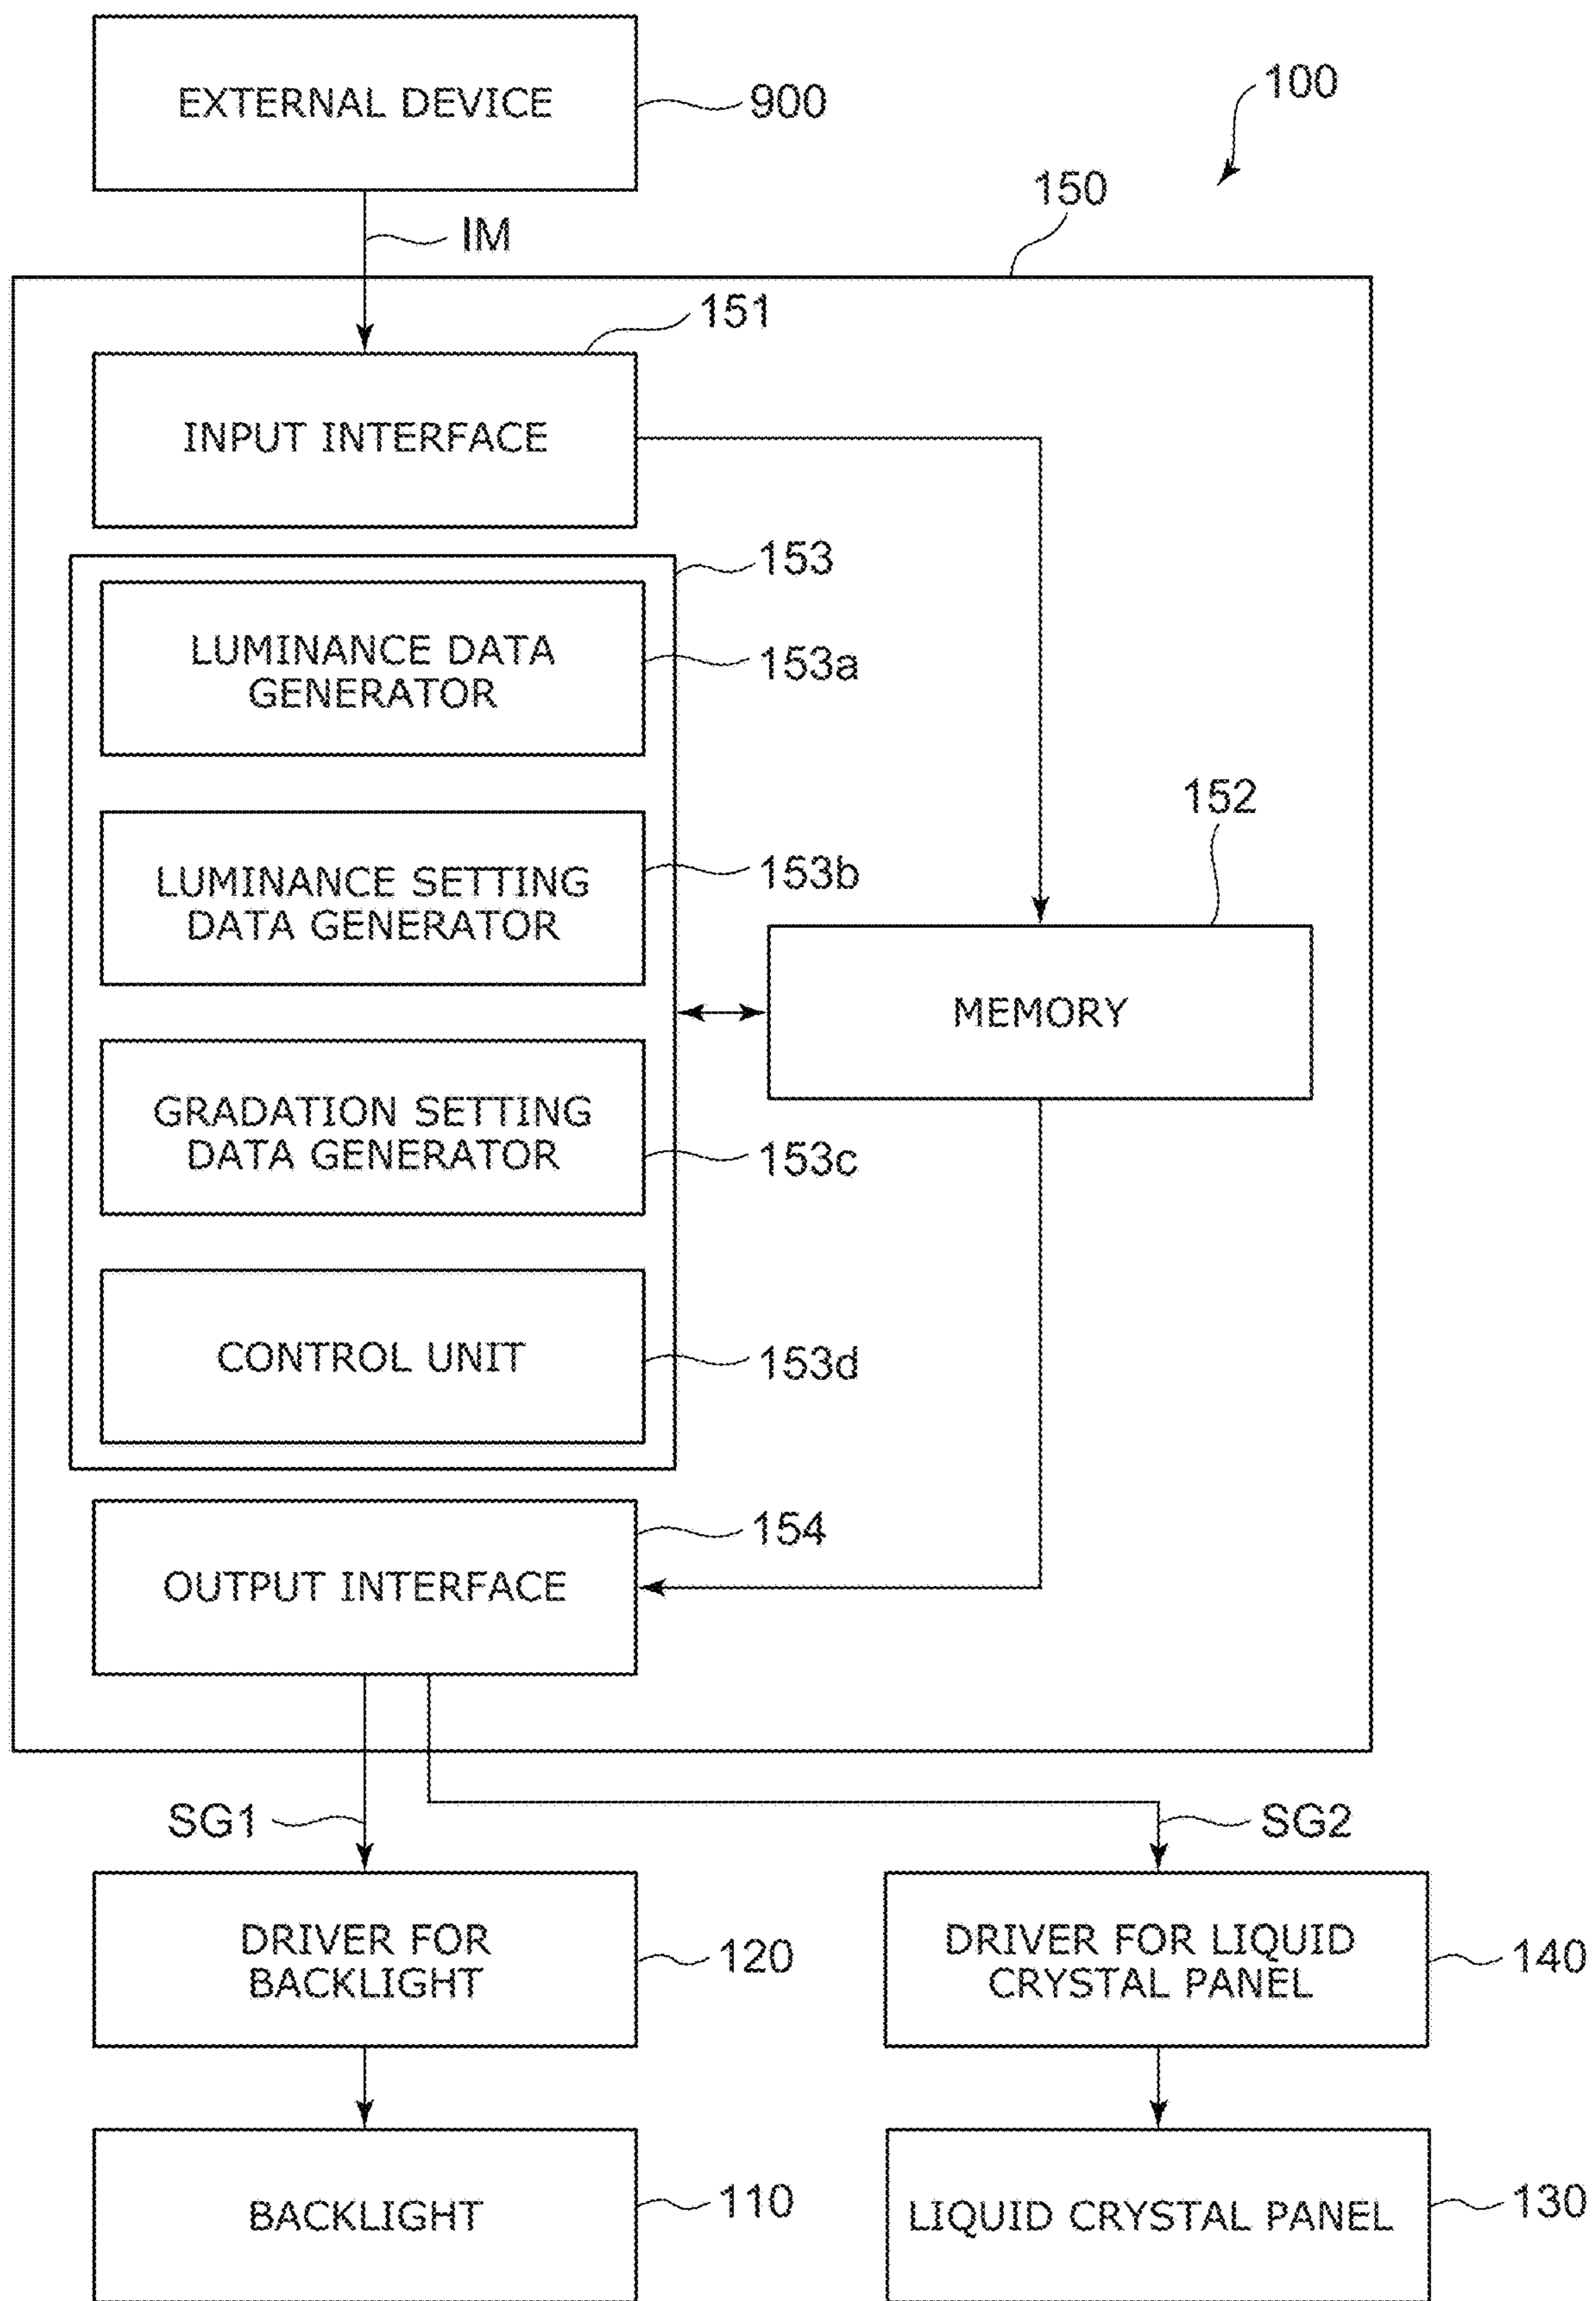 EXTERNAL DEVICE
900
100
IM
150
151
INPUT INTERFACE
153
LUMINANCE DATA
GENERATOR
153a
152
LUMINANCE SETTING
DATA GENERATOR
153b
MEMORY
GRADATION SETTING
DATA GENERATOR
153c
CONTROL UNIT
153d
154
OUTPUT INTERFACE
SG1
SG2
DRIVER FOR
BACKLIGHT
120
DRIVER FOR LIQUID
CRYSTAL PANEL
140
BACKLIGHT
110
LIQUID CRYSTAL PANEL
130